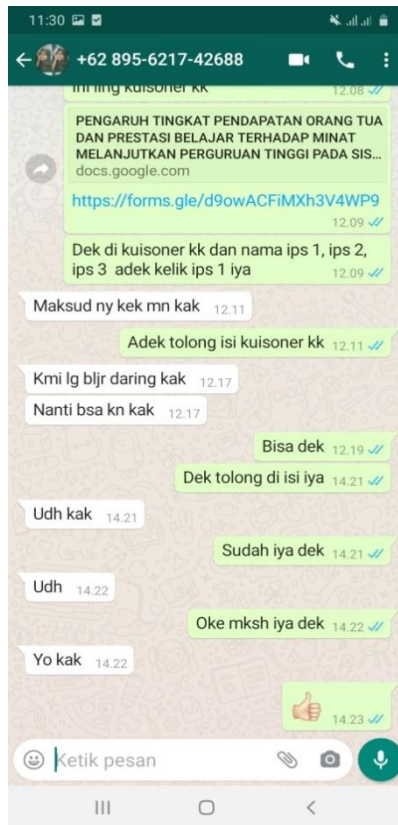 11:30
+62 895-6217-42688
ini ling kuisoner kk 12.08
PENGARUH TINGKAT PENDAPATAN ORANG TUA
DAN PRESTASI BELAJAR TERHADAP MINAT
MELANJUTKAN PERGURUAN TINGGI PADA SIS...
docs.google.com
https://forms.gle/d9owACFiMXh3V4WP9
12.09
Dek di kuisoner kk dan nama ips 1, ips 2,
ips 3 adek kelik ips 1 iya 12.09
Maksud ny kek mn kak 12.11
Adek tolong isi kuisoner kk 12.11
Kmi lg bljr daring kak 12.17
Nanti bsa kn kak 12.17
Bisa dek 12.19
Dek tolong di isi iya 14.21
Udh kak 14.21
Sudah iya dek 14.21
Udh 14.22
Oke mksh iya dek 14.22
Yo kak 14.22
14.23
Ketik pesan